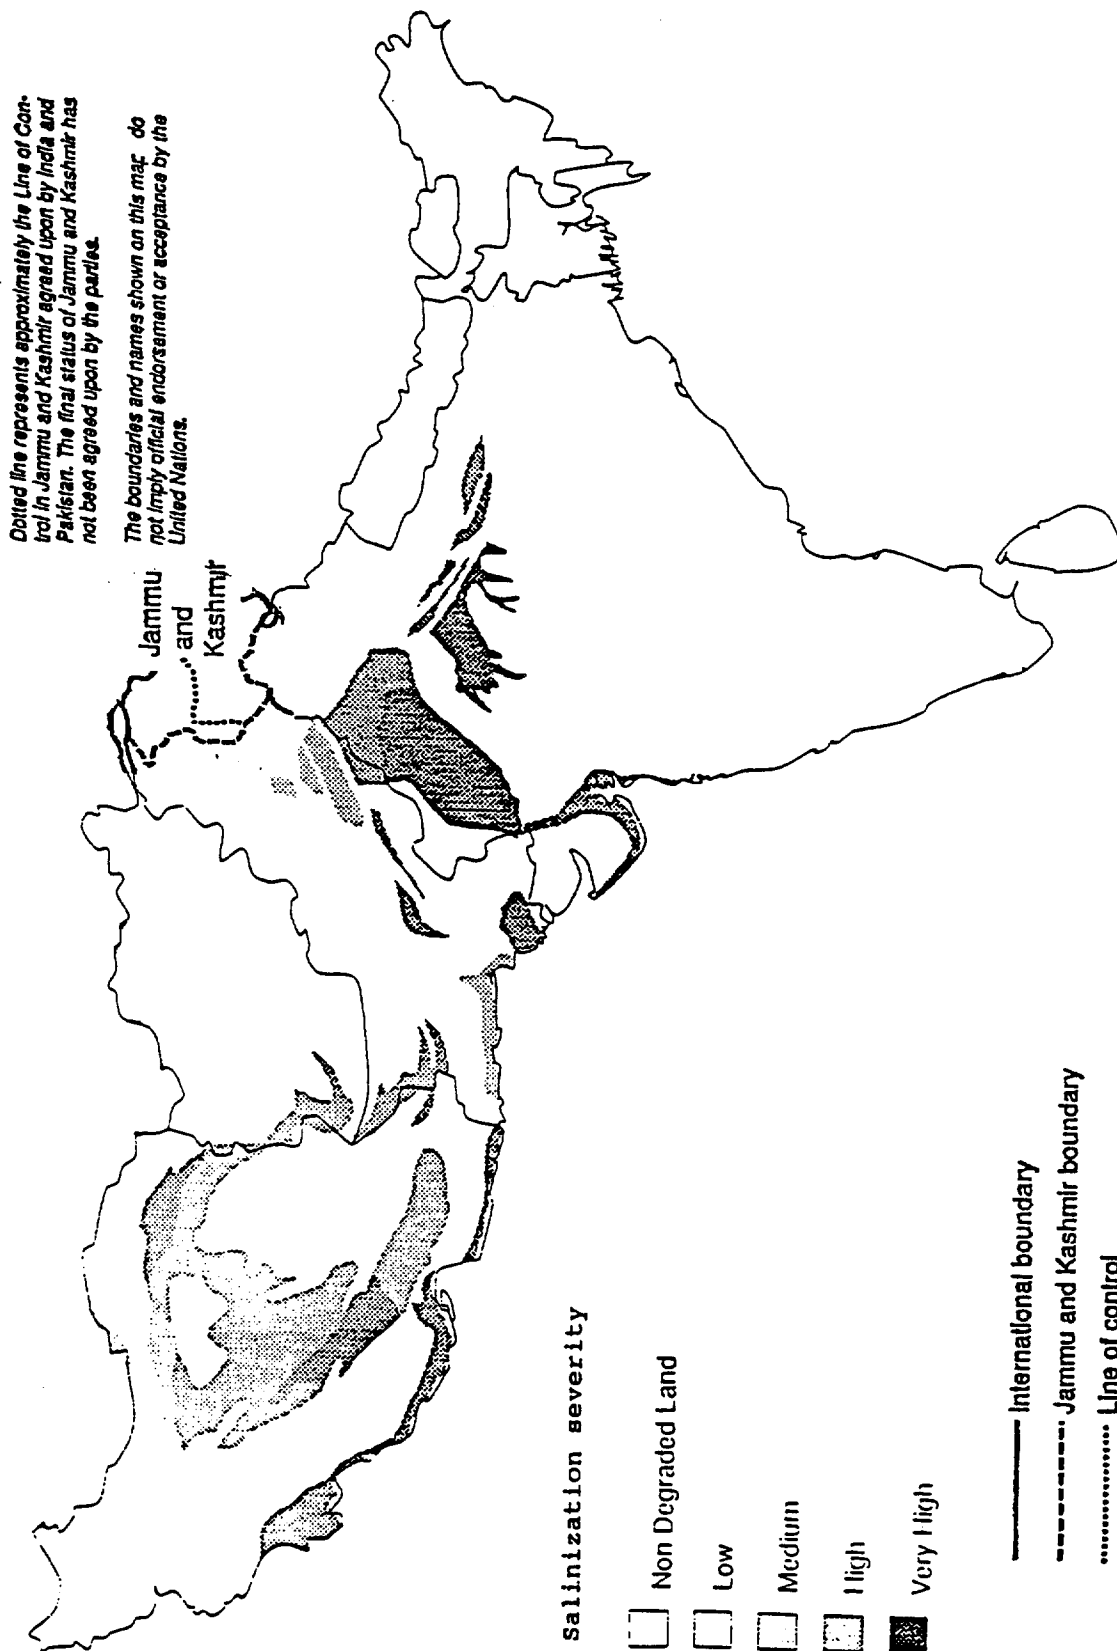 Dotted line represents approximately the Line of Con-
trol in Jammu and Kashmir agreed upon by India and
Pakistan. The final status of Jammu and Kashmir has
not been agreed upon by the parties.
The boundaries and names shown on this map do
not imply official endorsement or acceptance by the
United Nations.
Jammu
and
Kashmir
Salinization severity
Non Degraded Land
Low
Medium
High
Very High
International boundary
Jammu and Kashmir boundary
Line of control